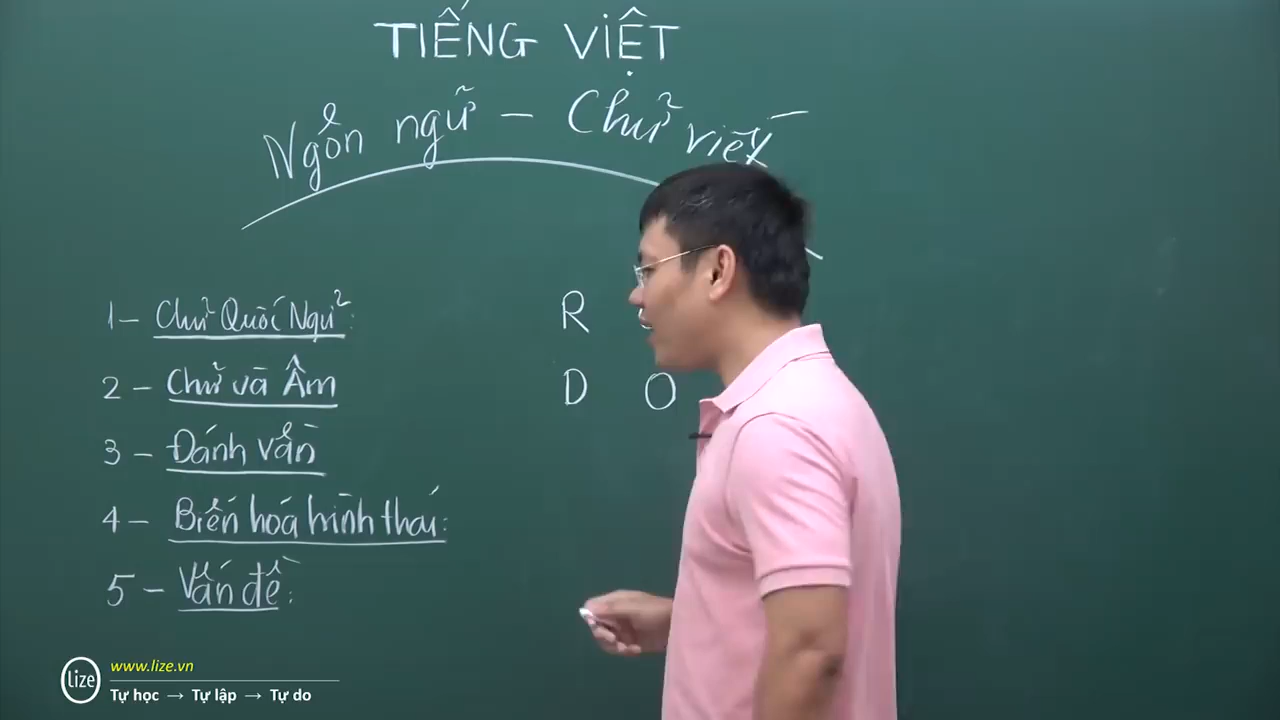 TIẾNG VIỆT
Ngôn ngữ – Chữ viết
1– Chữ Quốc Ngữ:
2 – Chữ và Âm
3 – Đánh vần
4 – Biến hoá hình thái:
5 – Vấn đề:
R
D O
lize
www.lize.vn
Tự học → Tự lập → Tự do